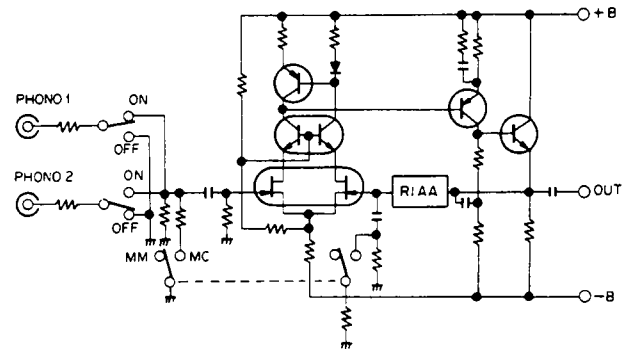 +B
PHONO 1
ON
OFF
PHONO 2
ON
OFF
RIAA
OUT
MM
MC
-B